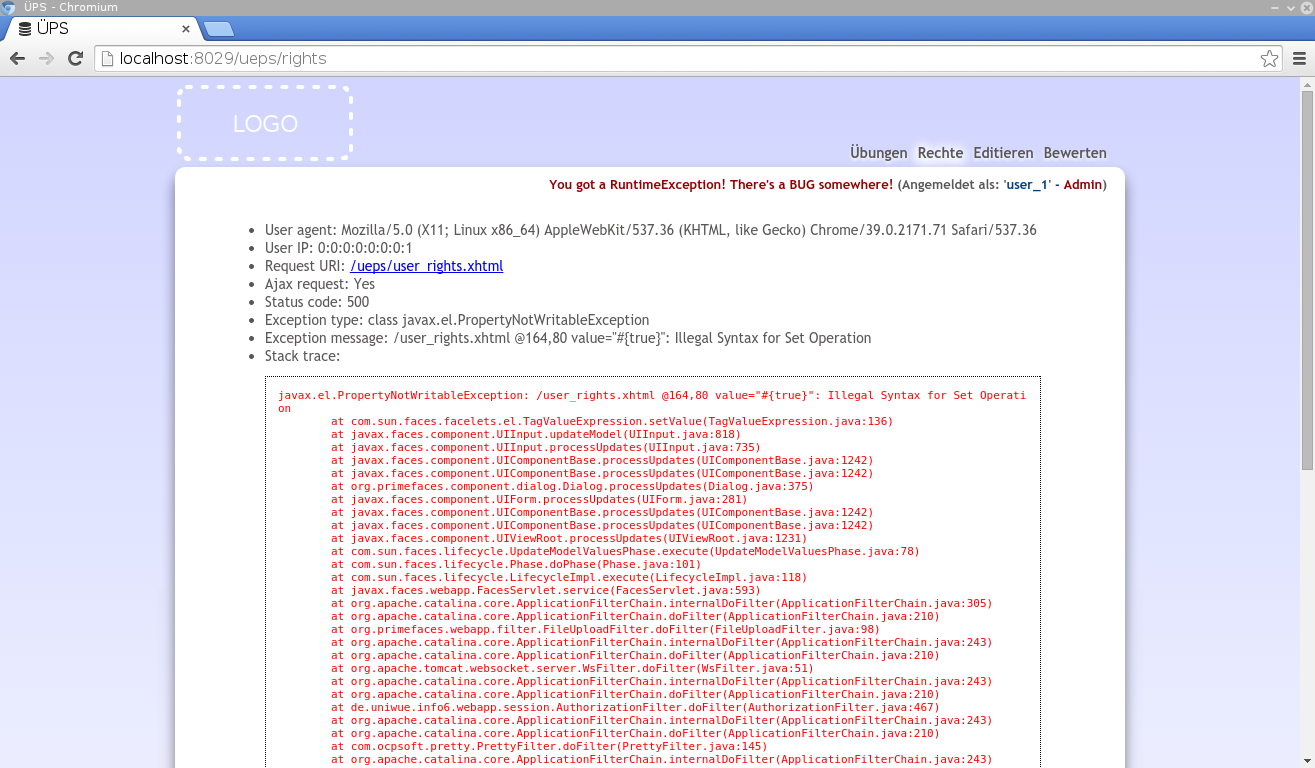 ÜPS - Chromium
ÜPS
localhost:8029/ueps/rights
LOGO
Übungen Rechte Editieren Bewerten
You got a RuntimeException! There's a BUG somewhere! (Angemeldet als: 'user_1' - Admin)
User agent: Mozilla/5.0 (X11; Linux x86_64) AppleWebKit/537.36 (KHTML, like Gecko) Chrome/39.0.2171.71 Safari/537.36
User IP: 0:0:0:0:0:0:0:1
Request URI: /ueps/user_rights.xhtml
Ajax request: Yes
Status code: 500
Exception type: class javax.el.PropertyNotWritableException
Exception message: /user_rights.xhtml @164,80 value="#{true}": Illegal Syntax for Set Operation
Stack trace:
javax.el.PropertyNotWritableException: /user_rights.xhtml @164,80 value="#{true}": Illegal Syntax for Set Operati
on
at com.sun.faces.facelets.el.TagValueExpression.setValue(TagValueExpression.java:136)
at javax.faces.component.UIInput.updateModel(UIInput.java:818)
at javax.faces.component.UIInput.processUpdates(UIInput.java:735)
at javax.faces.component.UIComponentBase.processUpdates(UIComponentBase.java:1242)
at javax.faces.component.UIComponentBase.processUpdates(UIComponentBase.java:1242)
at org.primefaces.component.dialog.Dialog.processUpdates(Dialog.java:375)
at javax.faces.component.UIForm.processUpdates(UIForm.java:281)
at javax.faces.component.UIComponentBase.processUpdates(UIComponentBase.java:1242)
at javax.faces.component.UIComponentBase.processUpdates(UIComponentBase.java:1242)
at javax.faces.component.UIViewRoot.processUpdates(UIViewRoot.java:1231)
at com.sun.faces.lifecycle.UpdateModelValuesPhase.execute(UpdateModelValuesPhase.java:78)
at com.sun.faces.lifecycle.Phase.doPhase(Phase.java:101)
at com.sun.faces.lifecycle.LifecycleImpl.execute(LifecycleImpl.java:118)
at javax.faces.webapp.FacesServlet.service(FacesServlet.java:593)
at org.apache.catalina.core.ApplicationFilterChain.internalDoFilter(ApplicationFilterChain.java:305)
at org.apache.catalina.core.ApplicationFilterChain.doFilter(ApplicationFilterChain.java:210)
at org.primefaces.webapp.filter.FileUploadFilter.doFilter(FileUploadFilter.java:98)
at org.apache.catalina.core.ApplicationFilterChain.internalDoFilter(ApplicationFilterChain.java:243)
at org.apache.catalina.core.ApplicationFilterChain.doFilter(ApplicationFilterChain.java:210)
at org.apache.tomcat.websocket.server.WsFilter.doFilter(WsFilter.java:51)
at org.apache.catalina.core.ApplicationFilterChain.internalDoFilter(ApplicationFilterChain.java:243)
at org.apache.catalina.core.ApplicationFilterChain.doFilter(ApplicationFilterChain.java:210)
at de.uniwue.info6.webapp.session.AuthorizationFilter.doFilter(AuthorizationFilter.java:467)
at org.apache.catalina.core.ApplicationFilterChain.internalDoFilter(ApplicationFilterChain.java:243)
at org.apache.catalina.core.ApplicationFilterChain.doFilter(ApplicationFilterChain.java:210)
at com.ocpsoft.pretty.PrettyFilter.doFilter(PrettyFilter.java:145)
at org.apache.catalina.core.ApplicationFilterChain.internalDoFilter(ApplicationFilterChain.java:243)